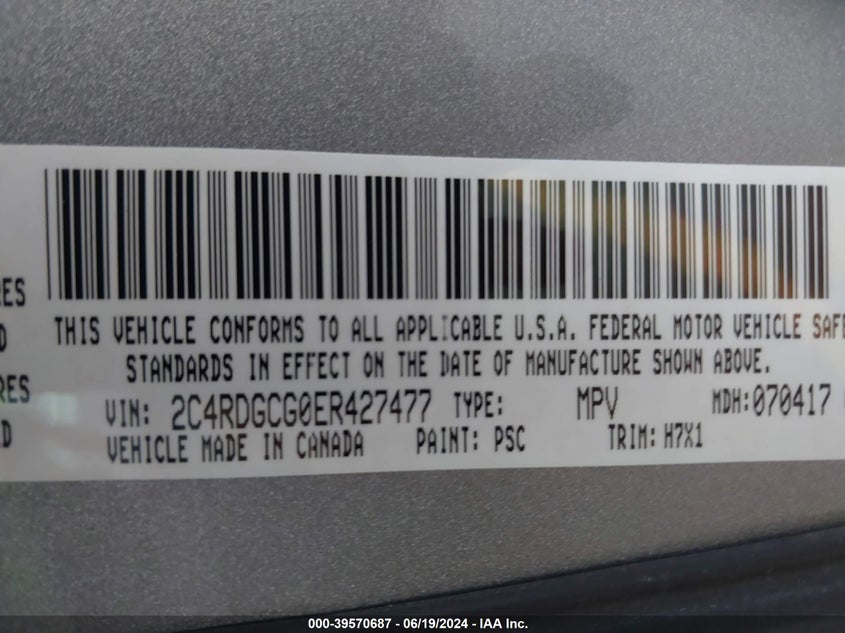 RES
D
RES
D
THIS VEHICLE CONFORMS TO ALL APPLICABLE U.S.A. FEDERAL MOTOR VEHICLE SAFE
STANDARDS IN EFFECT ON THE DATE OF MANUFACTURE SHOWN ABOVE.
VIN: 2C4RDGCG0ER427477 TYPE: MPV MDH:070417
VEHICLE MADE IN CANADA PAINT: PSC TRIM: H7X1
000-39570687 - 06/19/2024 - IAA Inc.